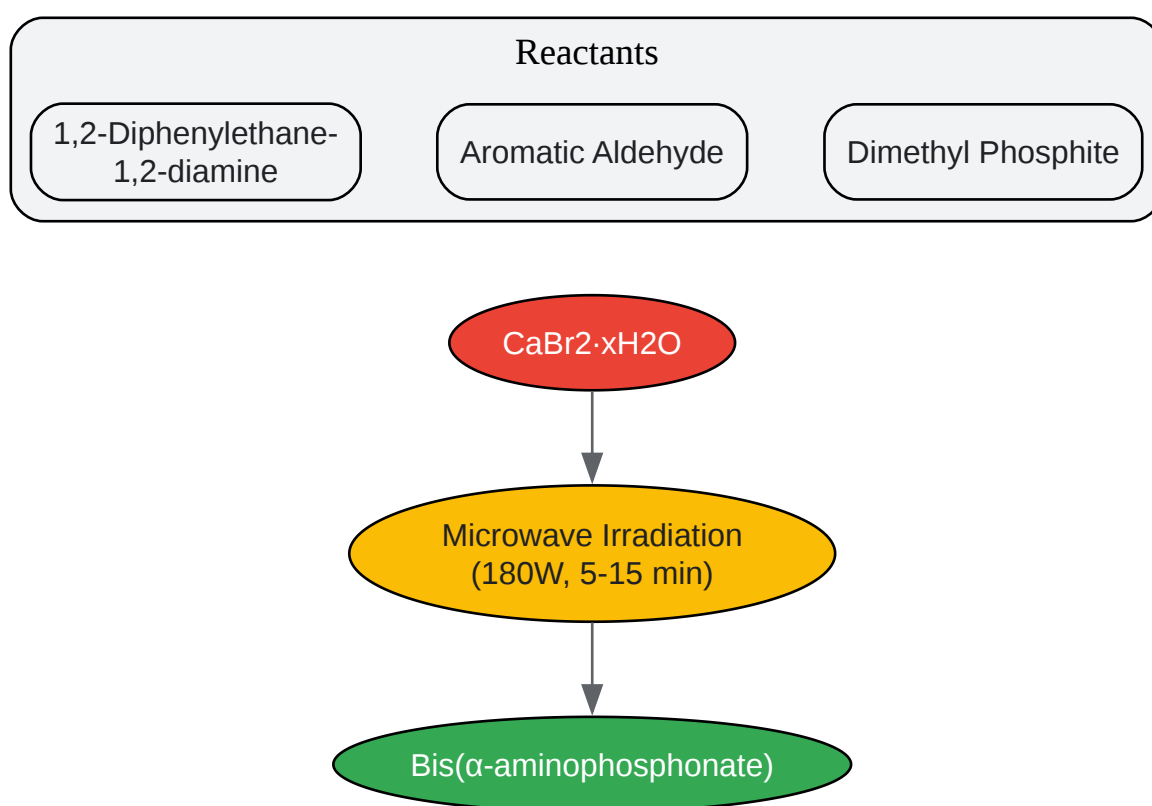 Reactants
1,2-Diphenylethane-
1,2-diamine
Aromatic Aldehyde
Dimethyl Phosphite
CaBr2·xH2O
Microwave Irradiation
(180W, 5-15 min)
Bis(α-aminophosphonate)